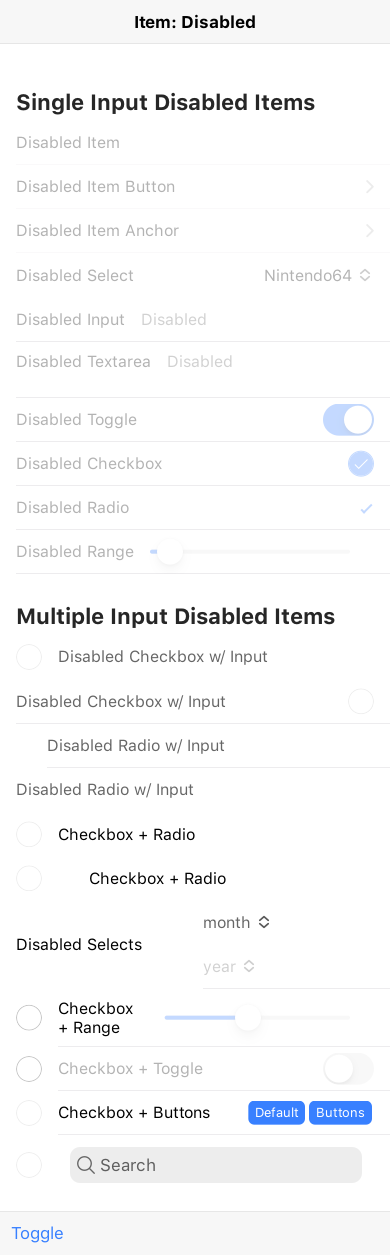 Item: Disabled
Single Input Disabled Items
Disabled Item
Disabled Item Button
Disabled Item Anchor
Disabled Select Nintendo64
Disabled Input Disabled
Disabled Textarea Disabled
Disabled Toggle
Disabled Checkbox
Disabled Radio
Disabled Range
Multiple Input Disabled Items
Disabled Checkbox w/ Input
Disabled Checkbox w/ Input
Disabled Radio w/ Input
Disabled Radio w/ Input
Checkbox + Radio
Checkbox + Radio
month
Disabled Selects
year
Checkbox
+ Range
Checkbox + Toggle
Checkbox + Buttons Default Buttons
Search
Toggle